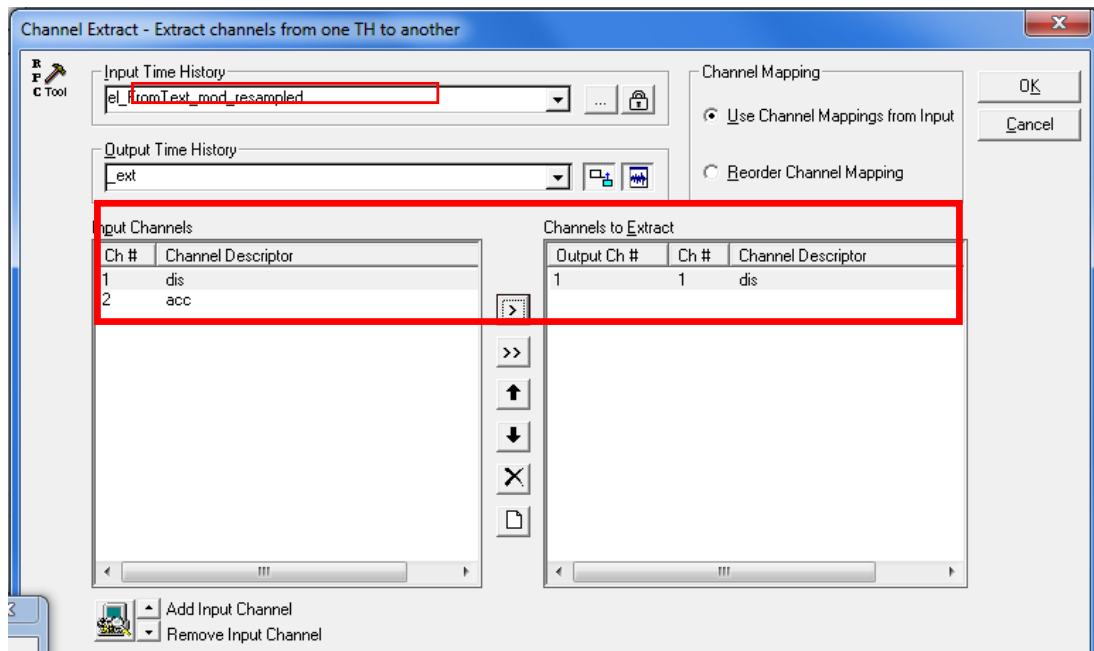 Channel Extract - Extract channels from one TH to another
R
P
C Tool
Input Time History
el_FromText_mod_resampled
...
Channel Mapping
Use Channel Mappings from Input
Reorder Channel Mapping
OK
Cancel
Output Time History
_ext
Input Channels
Ch # Channel Descriptor
1 dis
2 acc
>
>>
Channels to Extract
Output Ch # Ch # Channel Descriptor
1 1 dis
Add Input Channel
Remove Input Channel